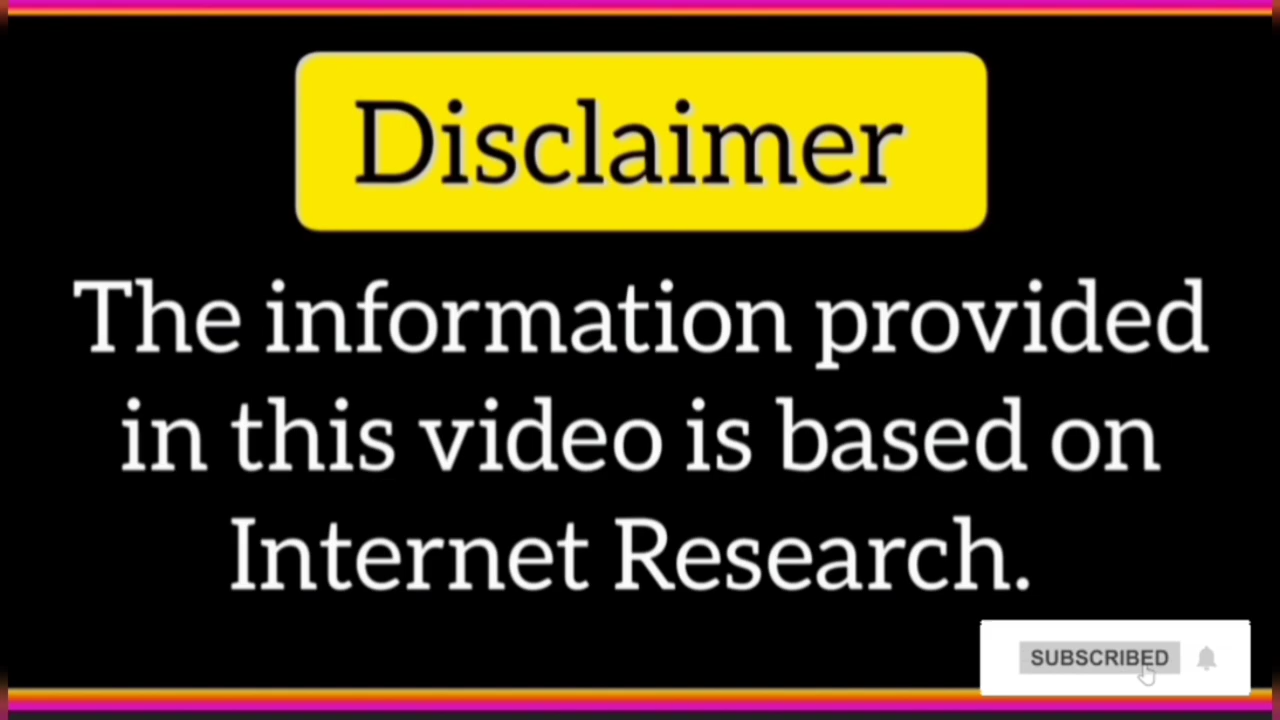 Disclaimer
The information provided
in this video is based on
Internet Research.
SUBSCRIBED